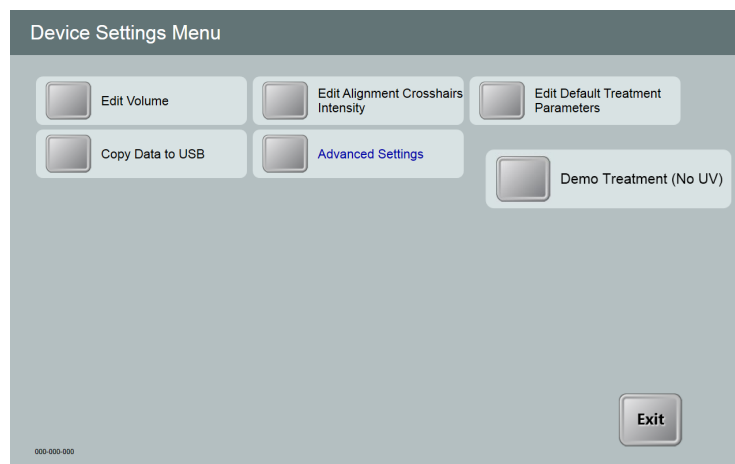 Device Settings Menu
Edit Volume
Edit Alignment Crosshairs
Intensity
Edit Default Treatment
Parameters
Copy Data to USB
Advanced Settings
Demo Treatment (No UV)
Exit
000-000-000